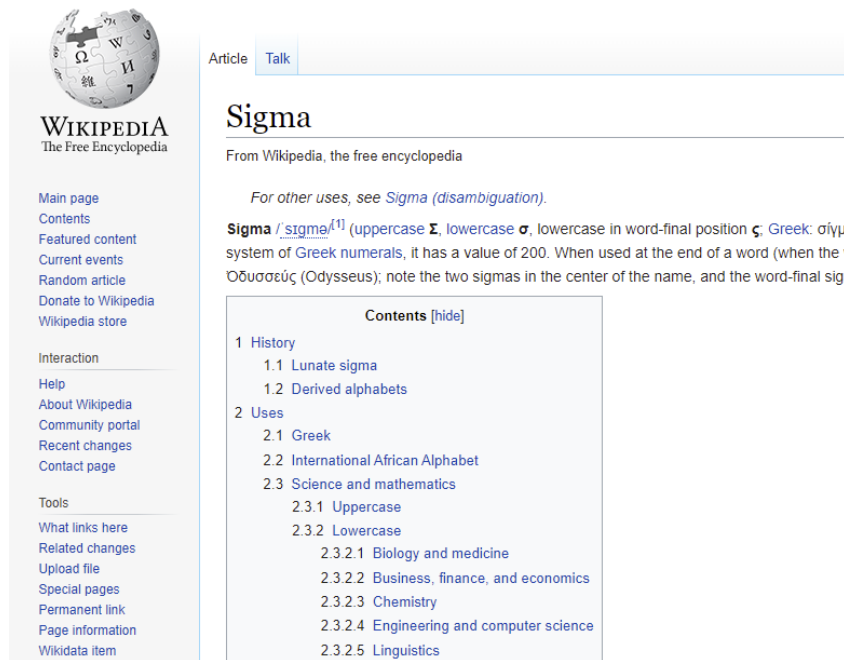 WIKIPEDIA
The Free Encyclopedia
Main page
Contents
Featured content
Current events
Random article
Donate to Wikipedia
Wikipedia store
Interaction
Help
About Wikipedia
Community portal
Recent changes
Contact page
Tools
What links here
Related changes
Upload file
Special pages
Permanent link
Page information
Wikidata item
Article Talk
Sigma
From Wikipedia, the free encyclopedia
For other uses, see Sigma (disambiguation).
Sigma /ˈsɪɡmə/[1] (uppercase Σ, lowercase σ, lowercase in word-final position ς; Greek:
system of Greek numerals, it has a value of 200. When used at the end of a word (when the
Ὀδυσσεύς (Odysseus); note the two sigmas in the center of the name, and the word-final
Contents [hide]
1 History
1.1 Lunate sigma
1.2 Derived alphabets
2 Uses
2.1 Greek
2.2 International African Alphabet
2.3 Science and mathematics
2.3.1 Uppercase
2.3.2 Lowercase
2.3.2.1 Biology and medicine
2.3.2.2 Business, finance, and economics
2.3.2.3 Chemistry
2.3.2.4 Engineering and computer science
2.3.2.5 Linguistics